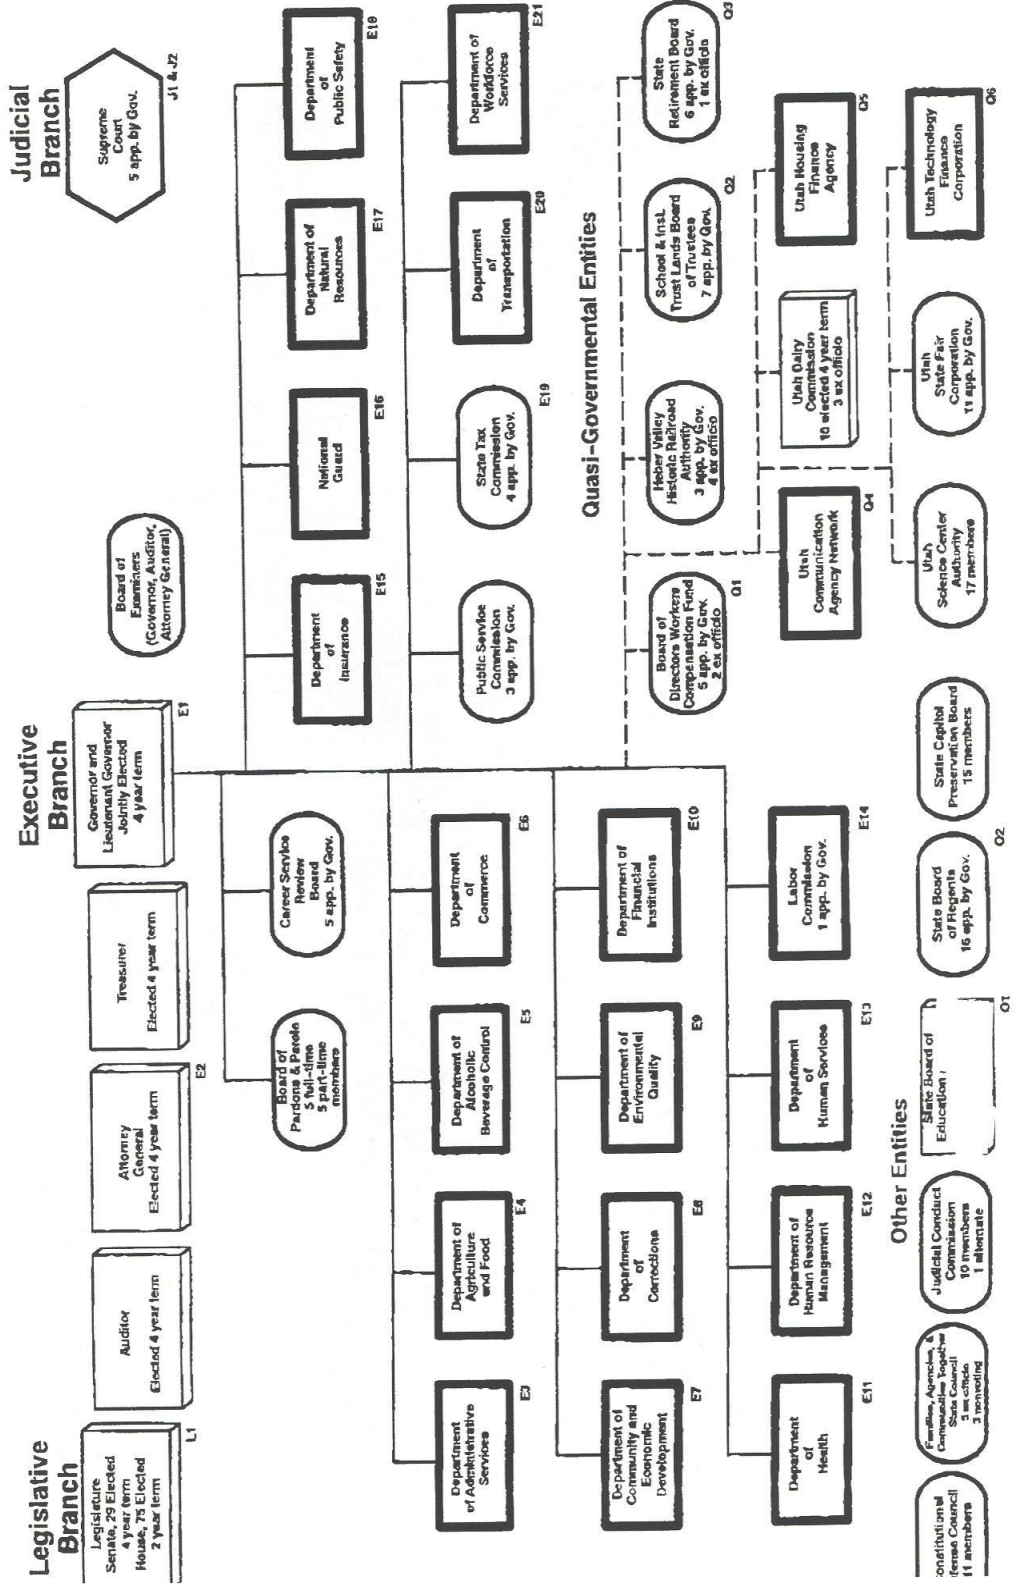 Legislative
Branch
Legislature
Senate, 29 Elected
4 year term
House, 75 Elected
2 year term
L1
Executive
Branch
Auditor
Elected 4 year term
Attorney
General
Elected 4 year term
E2
Treasurer
Elected 4 year term
Governor and
Lieutenant Governor
Jointly Elected
4 year term
E1
Board of
Examiners
(Governor, Auditor,
Attorney General)
Judicial
Branch
Supreme
Court
5 app. by Gov.
J1 & J2
Board of
Pardons & Parole
5 full-time
5 part-time
members
Career Service
Review
Board
5 app. by Gov.
Department
of
Insurance
E15
National
Guard
E16
Department of
Natural
Resources
E17
Department
of
Public Safety
E18
Department
of Administrative
Services
E3
Department of
Agriculture
and Food
E4
Department of
Alcoholic
Beverage Control
E5
Department
of
Commerce
E6
Public Service
Commission
3 app. by Gov.
State Tax
Commission
4 app. by Gov.
E19
Department
of
Transportation
E20
Department of
Workforce
Services
E21
Department of
Community and
Economic
Development
E7
Department
of
Corrections
E8
Department of
Environmental
Quality
E9
Department of
Financial
Institutions
E10
Department
of
Health
E11
Department of
Human Resource
Management
E12
Department
of
Human Services
E13
Labor
Commission
1 app. by Gov.
E14
Quasi-Governmental Entities
Board of
Directors Workers
Compensation Fund
5 app. by Gov.
2 ex officio
Q1
Heber Valley
Historic Railroad
Authority
3 app. by Gov.
4 ex officio
School & Inst.
Trust Lands Board
of Trustees
7 app. by Gov.
Q2
State
Retirement Board
6 app. by Gov.
1 ex officio
Q3
Utah
Communication
Agency Network
Q4
Utah Dairy
Commission
10 elected 4 year term
3 ex officio
Utah Housing
Finance
Agency
Q5
Utah
Science Center
Authority
17 members
Utah
State Fair
Corporation
11 app. by Gov.
Utah Technology
Finance
Corporation
Q6
Other Entities
onstitutional
fense Council
11 members
Families, Agencies, &
Communities Together
State Council
5 ex officio
3 nonvoting
Judicial Conduct
Commission
10 members
1 alternate
State Board of
Education
State Board
of Regents
16 app. by Gov.
O2
State Capitol
Preservation Board
15 members